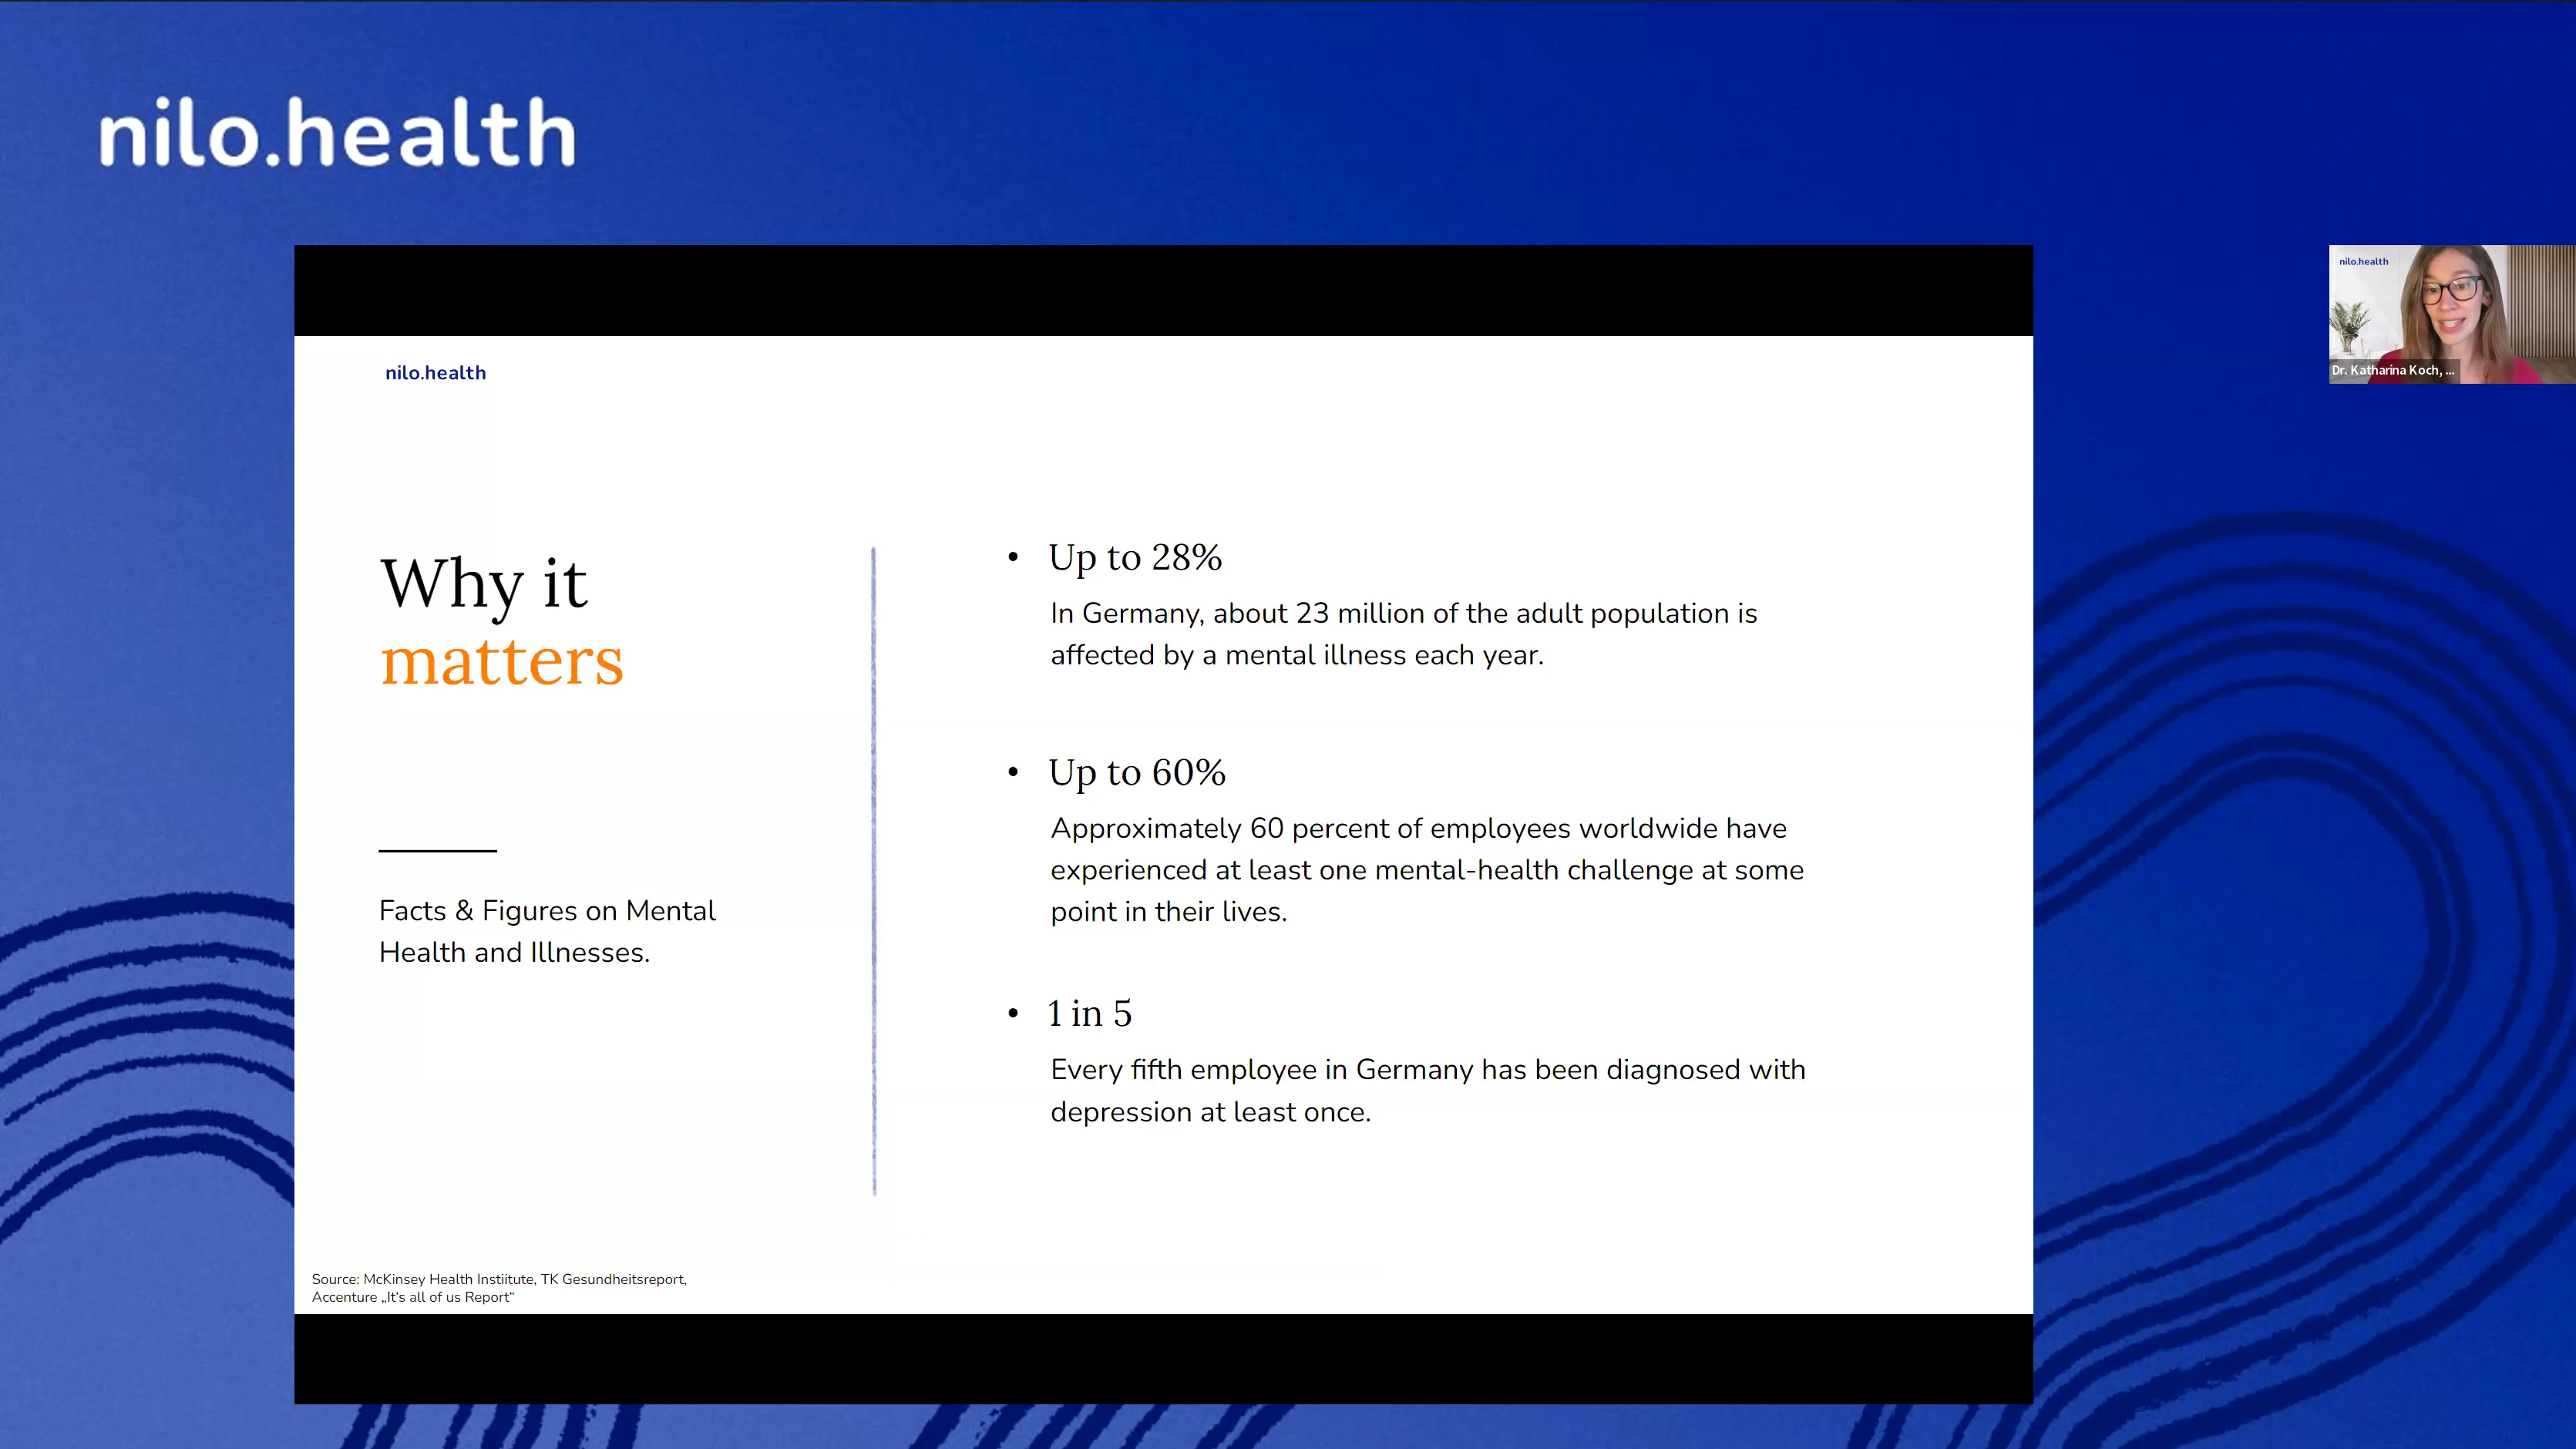 nilo.health
nilo.health
Why it
matters
Facts & Figures on Mental
Health and Illnesses.
• Up to 28%
In Germany, about 23 million of the adult population is
affected by a mental illness each year.
• Up to 60%
Approximately 60 percent of employees worldwide have
experienced at least one mental-health challenge at some
point in their lives.
• 1 in 5
Every fifth employee in Germany has been diagnosed with
depression at least once.
Source: McKinsey Health Instiitute, TK Gesundheitsreport,
Accenture „It's all of us Report“
nilo.health
Dr. Katharina Koch, ...